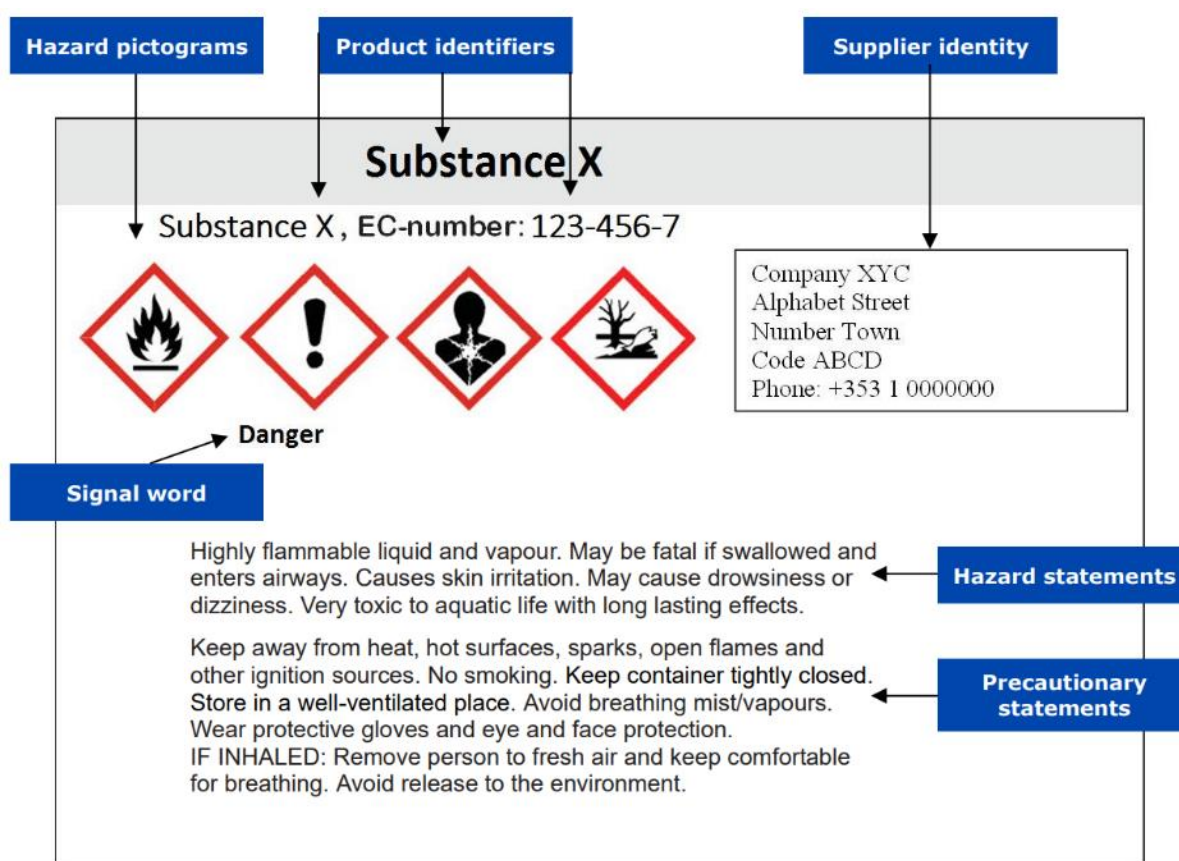 Hazard pictograms
Product identifiers
Supplier identity
Substance X
Substance X, EC-number: 123-456-7
Company XYC
Alphabet Street
Number Town
Code ABCD
Phone: +353 1 0000000
Danger
Signal word
Highly flammable liquid and vapour. May be fatal if swallowed and
enters airways. Causes skin irritation. May cause drowsiness or
dizziness. Very toxic to aquatic life with long lasting effects.
Hazard statements
Keep away from heat, hot surfaces, sparks, open flames and
other ignition sources. No smoking. Keep container tightly closed.
Store in a well-ventilated place. Avoid breathing mist/vapours.
Wear protective gloves and eye and face protection.
IF INHALED: Remove person to fresh air and keep comfortable
for breathing. Avoid release to the environment.
Precautionary
statements